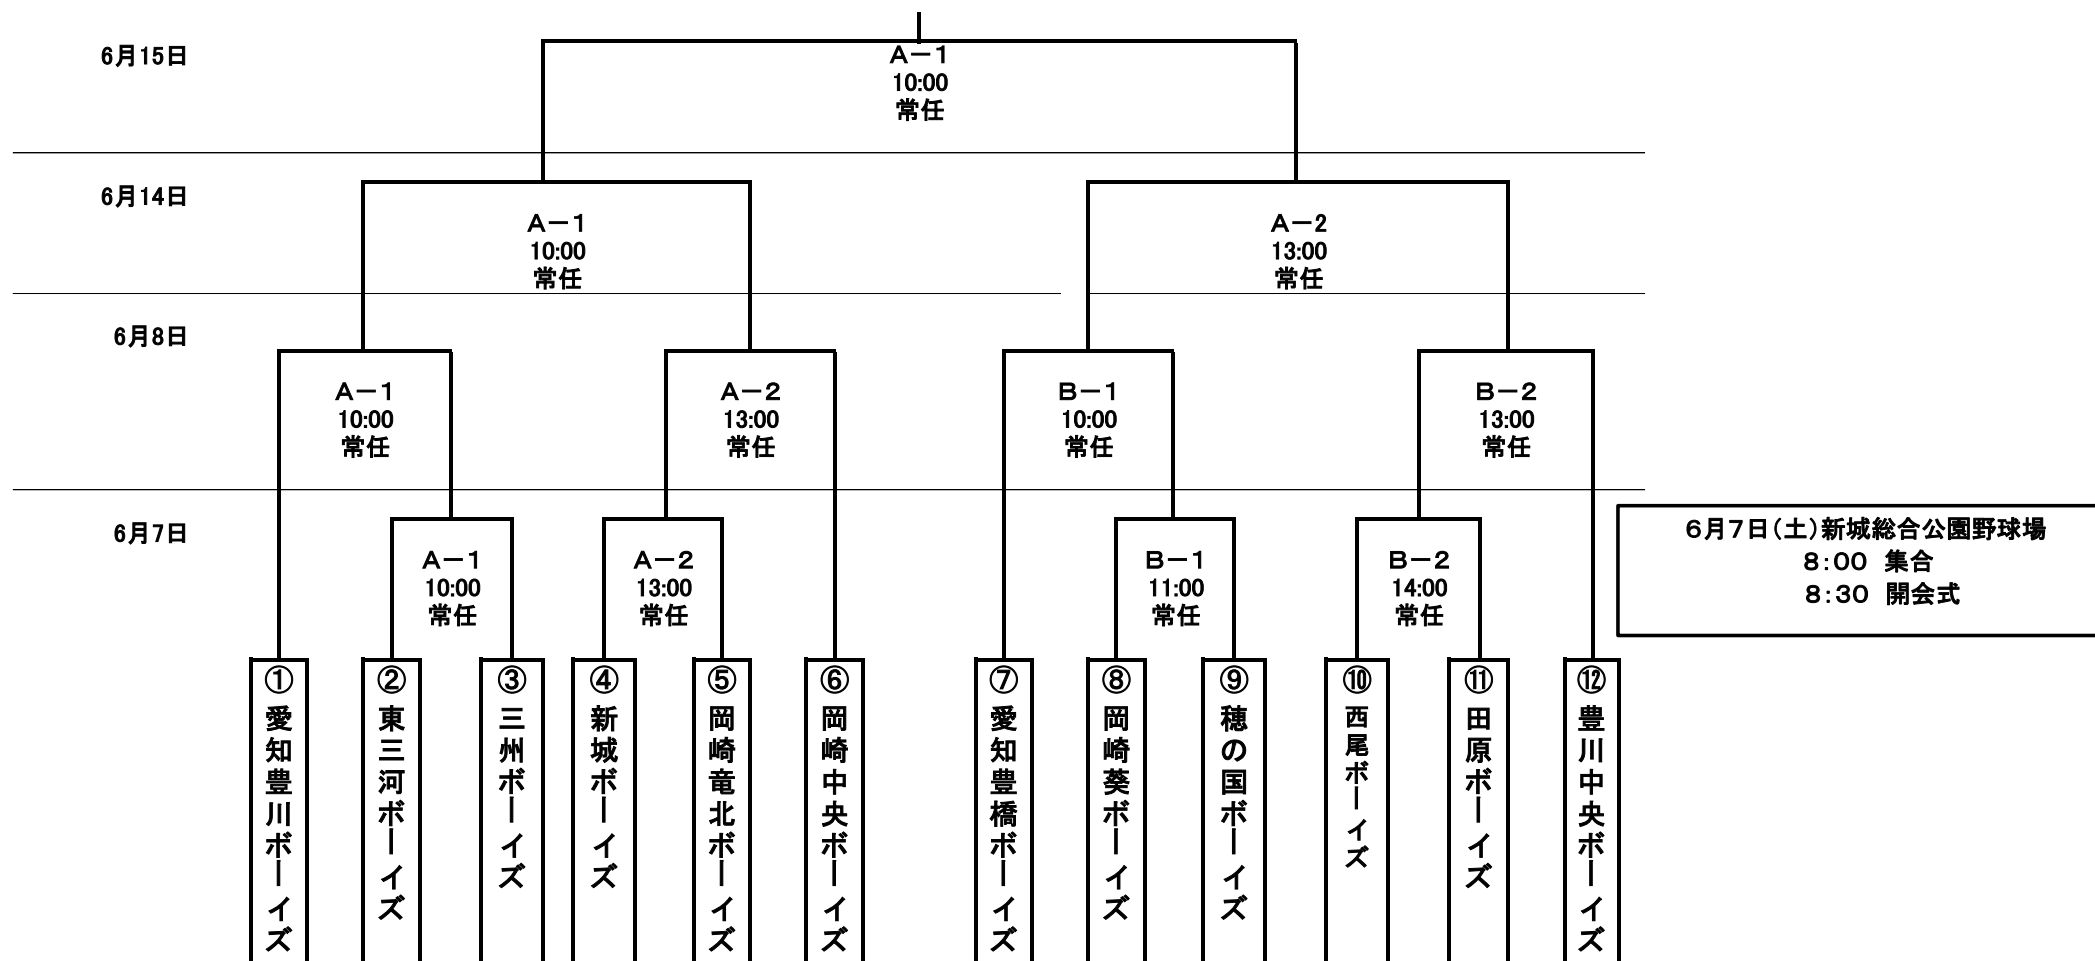 6月15日
A－1
10:00
常任
6月14日
A－1
10:00
常任
A－2
13:00
常任
6月8日
A－1
10:00
常任
A－2
13:00
常任
B－1
10:00
常任
B－2
13:00
常任
6月7日
A－1
10:00
常任
A－2
13:00
常任
B－1
11:00
常任
B－2
14:00
常任
6月7日（土）新城総合公園野球場
8：00　集合
8：30　開会式
①愛知豊川ボーイズ
②東三河ボーイズ
③三州ボーイズ
④新城ボーイズ
⑤岡崎竜北ボーイズ
⑥岡崎中央ボーイズ
⑦愛知豊橋ボーイズ
⑧岡崎葵ボーイズ
⑨穂の国ボーイズ
⑩西尾ボーイズ
⑪田原ボーイズ
⑫豊川中央ボーイズ